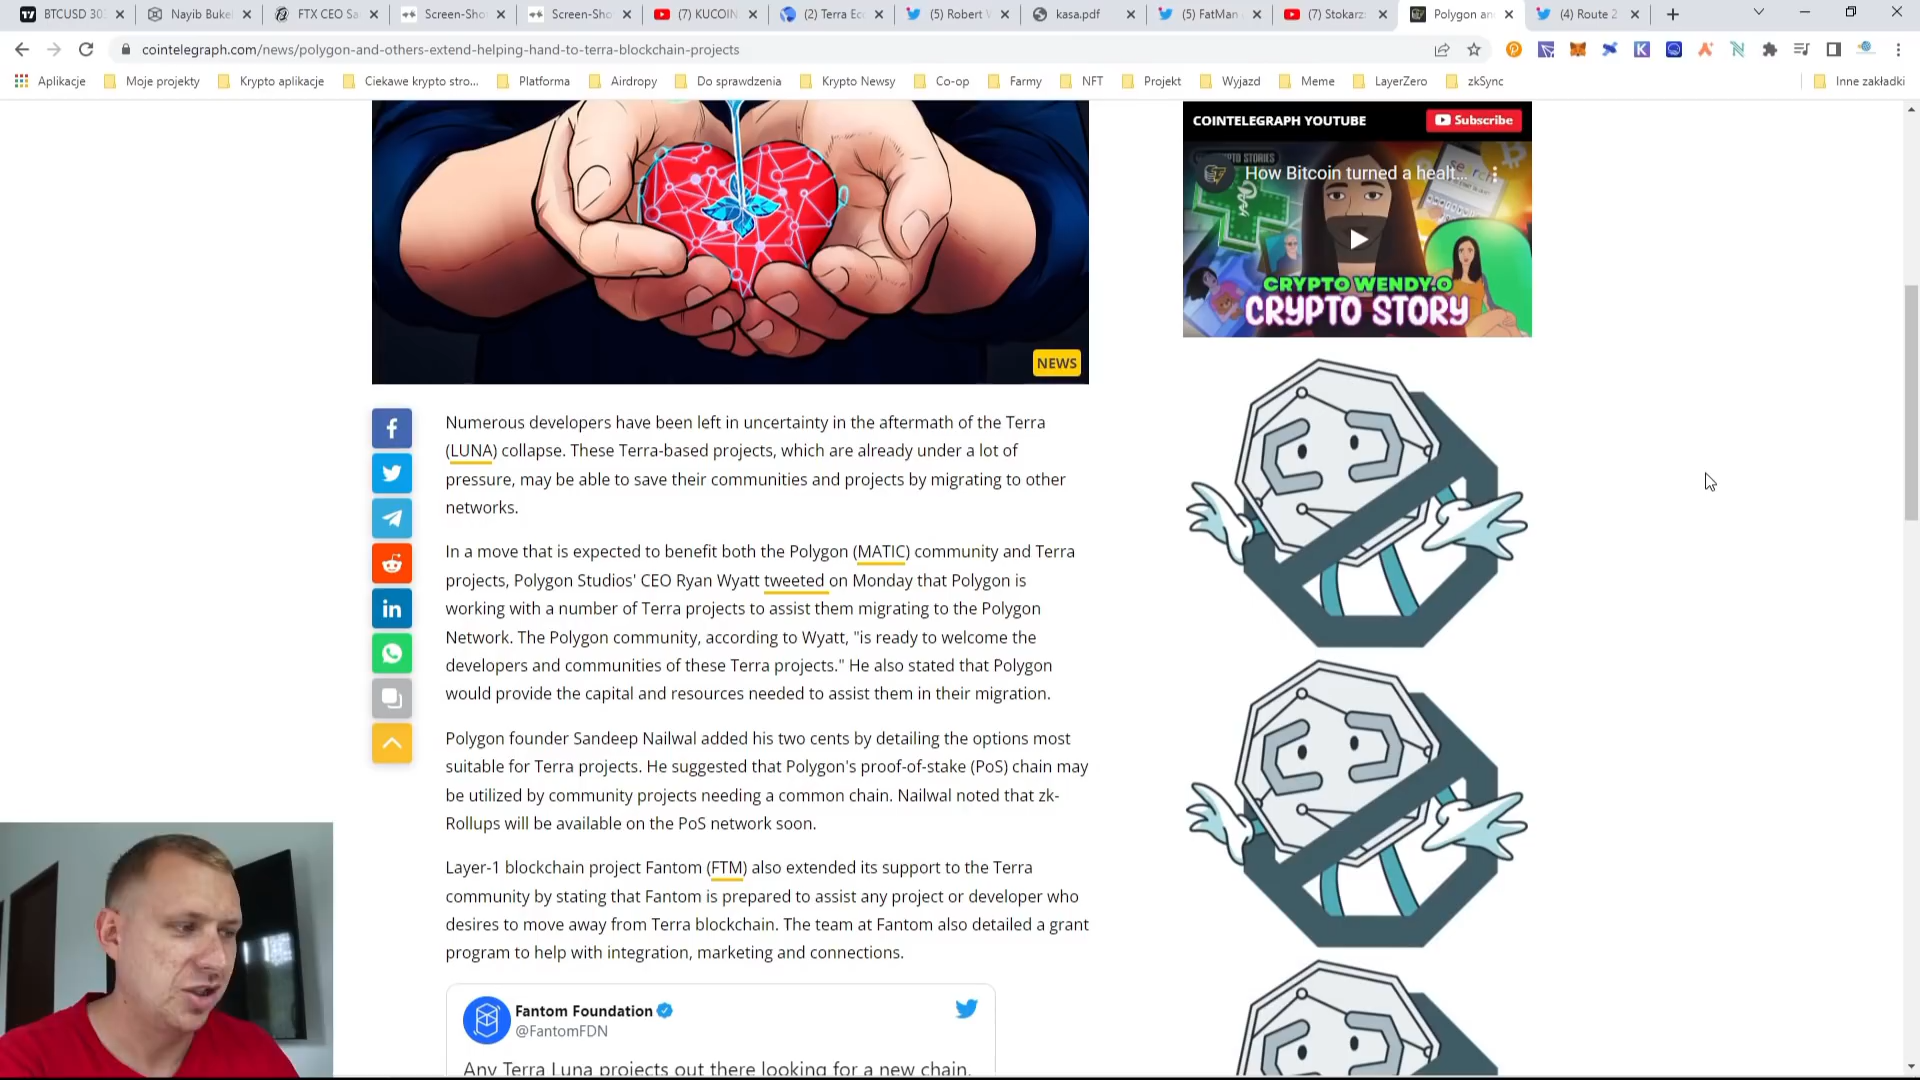 BTCUSD 30:
Nayib Buke
FTX CEO Sa
Screen-Sho
Screen-Sho
(7) KUCOIN
(2) Terra Ec
(5) Robert
kasa.pdf
(5) FatMan
(7) Stokarz
Polygon an
(4) Route 2
cointelegraph.com/news/polygon-and-others-extend-helping-hand-to-terra-blockchain-projects
Aplikacje
Moje projekty
Krypto aplikacje
Ciekawe krypto stro...
Platforma
Airdropy
Do sprawdzenia
Krypto Newsy
Co-op
Farmy
NFT
Projekt
Wyjazd
Meme
LayerZero
zkSync
Inne zakładki
NEWS
Numerous developers have been left in uncertainty in the aftermath of the Terra
(LUNA) collapse. These Terra-based projects, which are already under a lot of
pressure, may be able to save their communities and projects by migrating to other
networks.
In a move that is expected to benefit both the Polygon (MATIC) community and Terra
projects, Polygon Studios' CEO Ryan Wyatt tweeted on Monday that Polygon is
working with a number of Terra projects to assist them migrating to the Polygon
Network. The Polygon community, according to Wyatt, "is ready to welcome the
developers and communities of these Terra projects." He also stated that Polygon
would provide the capital and resources needed to assist them in their migration.
Polygon founder Sandeep Nailwal added his two cents by detailing the options most
suitable for Terra projects. He suggested that Polygon's proof-of-stake (PoS) chain may
be utilized by community projects needing a common chain. Nailwal noted that zk-
Rollups will be available on the PoS network soon.
Layer-1 blockchain project Fantom (FTM) also extended its support to the Terra
community by stating that Fantom is prepared to assist any project or developer who
desires to move away from Terra blockchain. The team at Fantom also detailed a grant
program to help with integration, marketing and connections.
Fantom Foundation
@FantomFDN
Any Terra Luna projects out there looking for a new chain,
COINTELEGRAPH YOUTUBE
Subscribe
How Bitcoin turned a healt...
CRYPTO WENDY.O
CRYPTO STORY